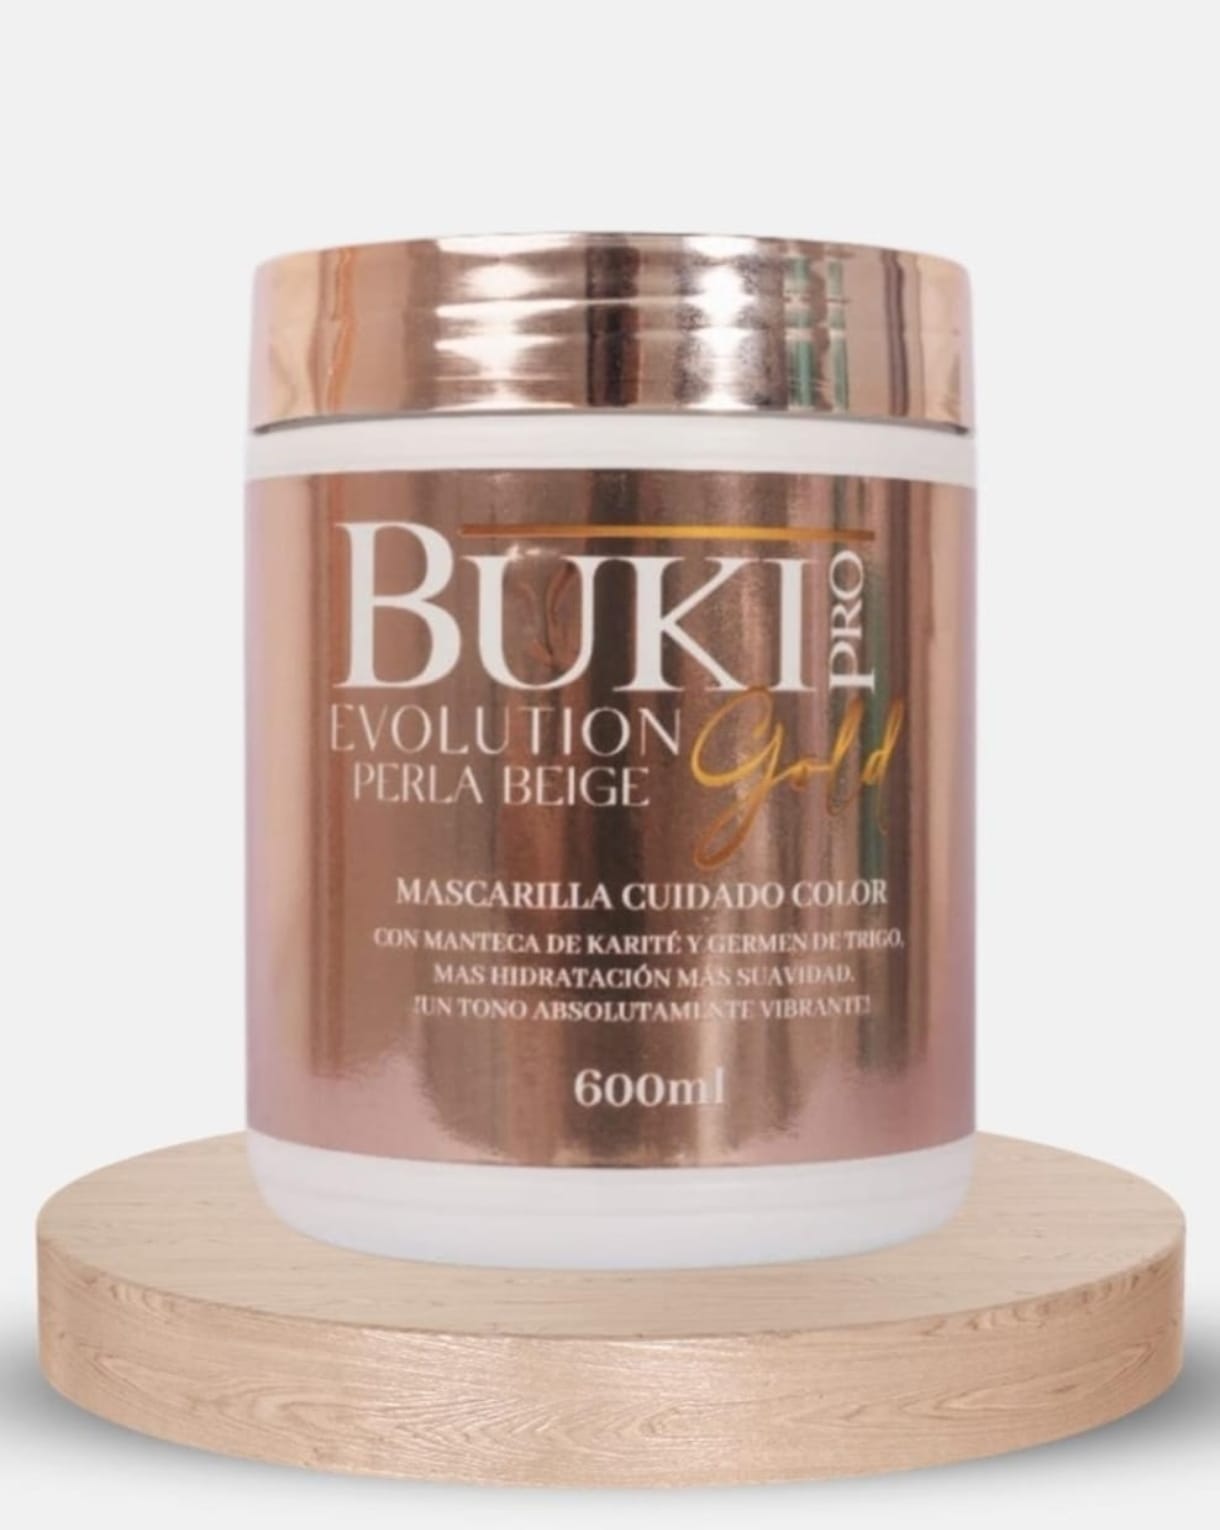 BUKI PRO
EVOLUTION Gold
PERLA BEIGE
MASCARILLA CUIDADO COLOR
CON MANTECA DE KARITÉ Y GERMEN DE TRIGO,
MAS HIDRATACIÓN MÁS SUAVIDAD.
¡UN TONO ABSOLUTAMENTE VIBRANTE!
600ml